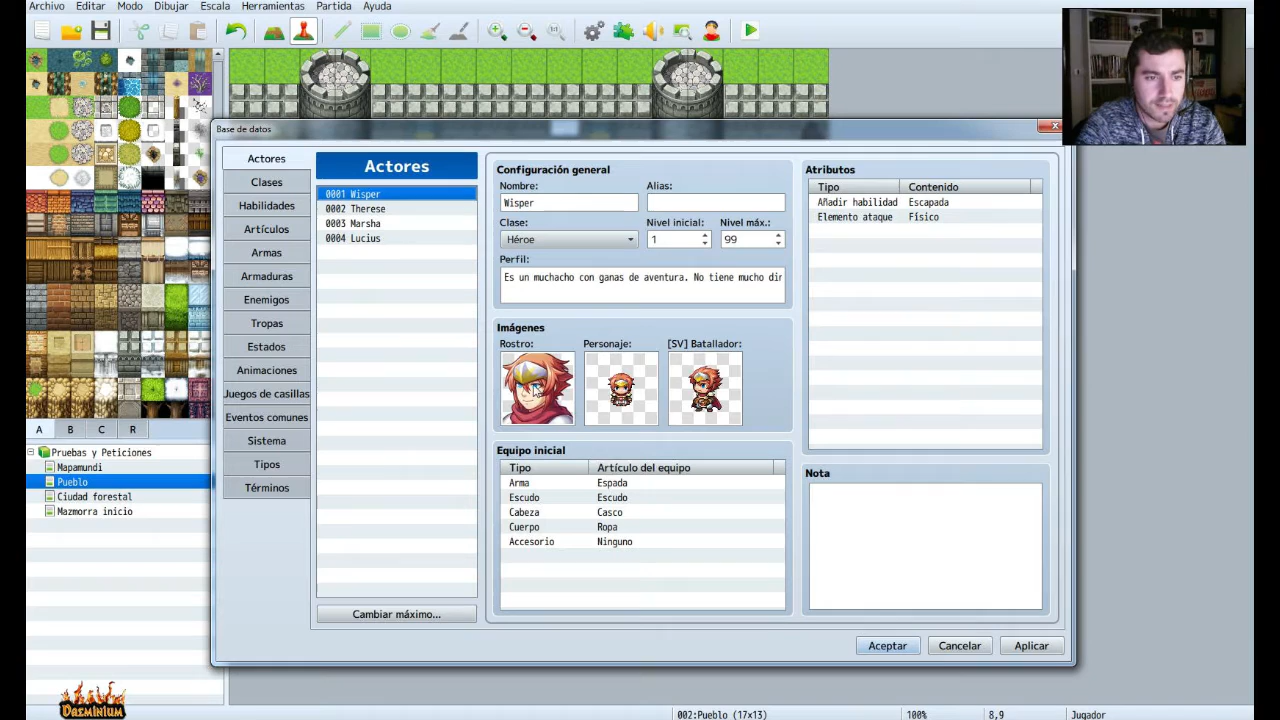 Archivo Editar Modo Dibujar Escala Herramientas Partida Ayuda
Base de datos
Actores
Clases
Habilidades
Artículos
Armas
Armaduras
Enemigos
Tropas
Estados
Animaciones
Juegos de casillas
Eventos comunes
Sistema
Tipos
Términos
Actores
0001 Wisper
0002 Therese
0003 Marsha
0004 Lucius
Cambiar máximo...
Configuración general
Nombre: Alias:
Wisper
Clase: Nivel inicial: Nivel máx.:
Héroe 1 99
Perfil:
Es un muchacho con ganas de aventura. No tiene mucho din
Imágenes
Rostro: Personaje: [SV] Batallador:
Equipo inicial
Tipo Artículo del equipo
Arma Espada
Escudo Escudo
Cabeza Casco
Cuerpo Ropa
Accesorio Ninguno
Atributos
Tipo Contenido
Añadir habilidad Escapada
Elemento ataque Físico
Nota
Aceptar Cancelar Aplicar
A B C R
Pruebas y Peticiones
Mapamundi
Pueblo
Ciudad forestal
Mazmorra inicio
DAEMINIUM
002:Pueblo (17x13) 100% 8,9 Jugador